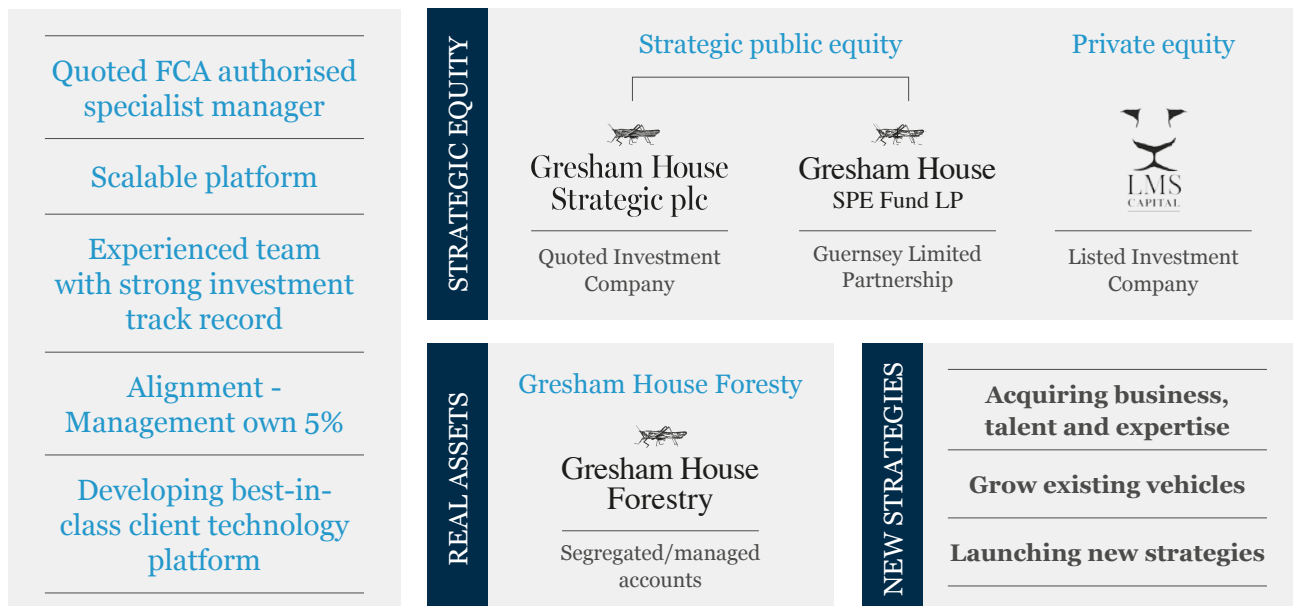 Quoted FCA authorised
specialist manager
Scalable platform
Experienced team
with strong investment
track record
Alignment -
Management own 5%
Developing best-in-
class client technology
platform
STRATEGIC EQUITY
Strategic public equity
Gresham House
Strategic plc
Quoted Investment
Company
Gresham House
SPE Fund LP
Guernsey Limited
Partnership
Private equity
LMS
CAPITAL
Listed Investment
Company
REAL ASSETS
Gresham House Foresty
Gresham House
Forestry
Segregated/managed
accounts
NEW STRATEGIES
Acquiring business,
talent and expertise
Grow existing vehicles
Launching new strategies